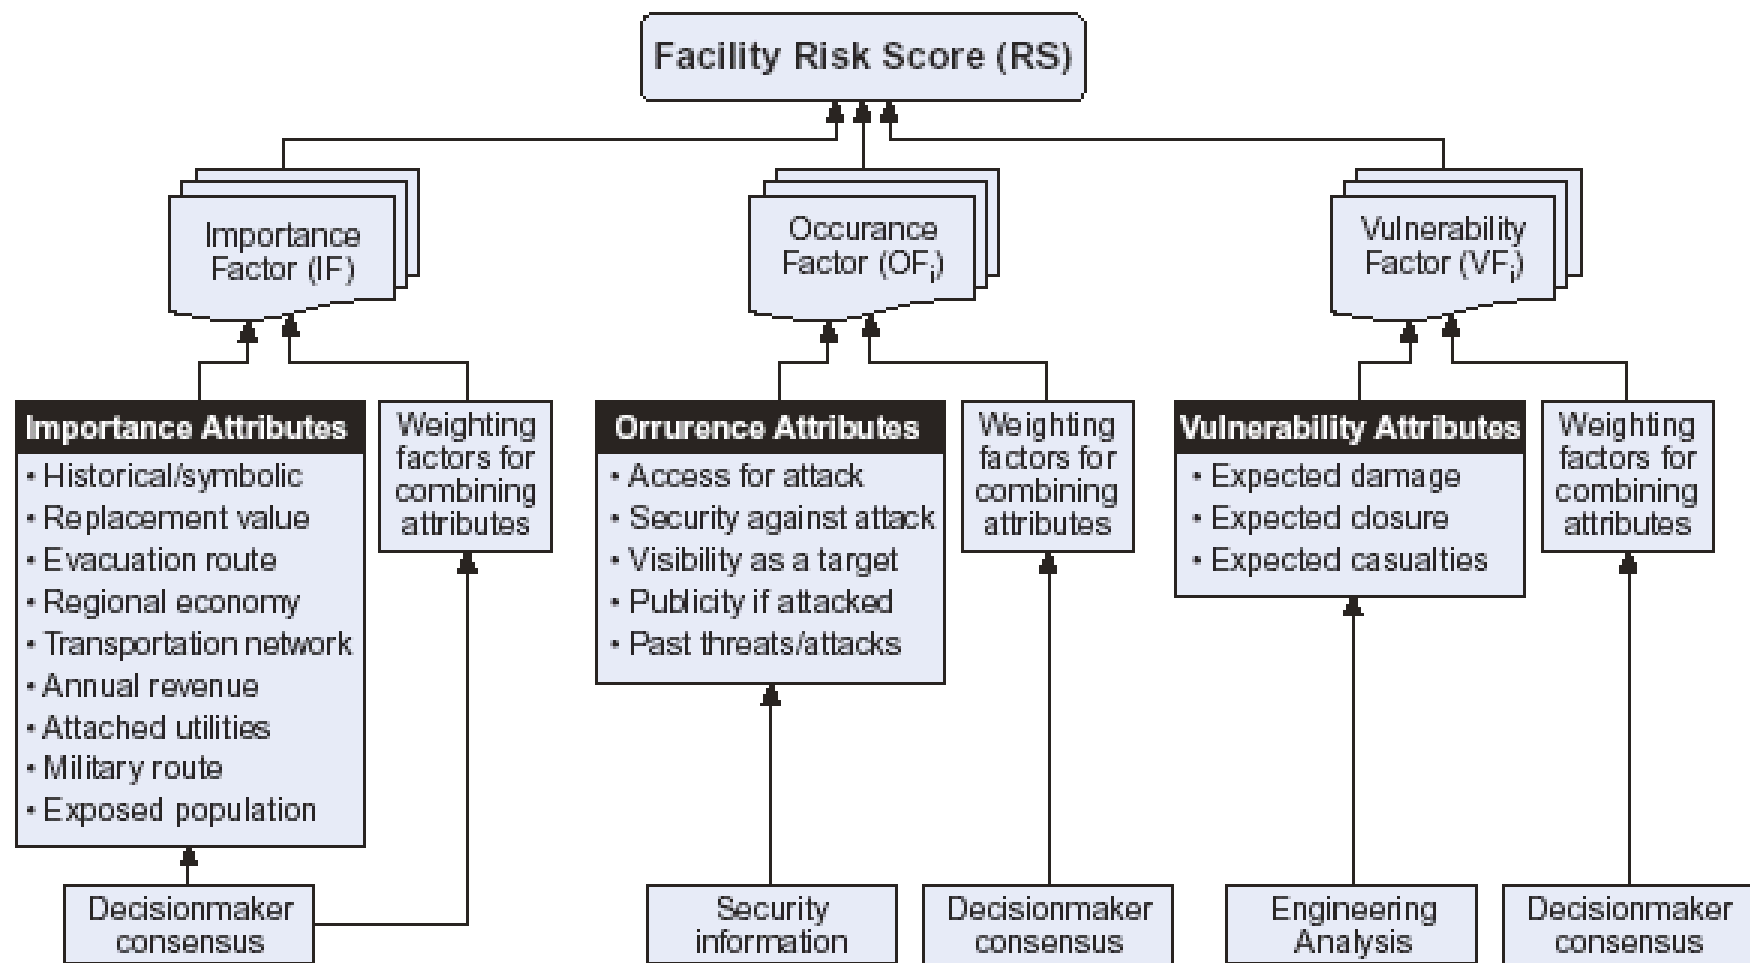 Facility Risk Score (RS)
Importance
Factor (IF)
Occurance
Factor (OFi)
Vulnerability
Factor (VFi)
Importance Attributes
• Historical/symbolic
• Replacement value
• Evacuation route
• Regional economy
• Transportation network
• Annual revenue
• Attached utilities
• Military route
• Exposed population
Weighting
factors for
combining
attributes
Orrurence Attributes
• Access for attack
• Security against attack
• Visibility as a target
• Publicity if attacked
• Past threats/attacks
Weighting
factors for
combining
attributes
Vulnerability Attributes
• Expected damage
• Expected closure
• Expected casualties
Weighting
factors for
combining
attributes
Decisionmaker
consensus
Security
information
Decisionmaker
consensus
Engineering
Analysis
Decisionmaker
consensus